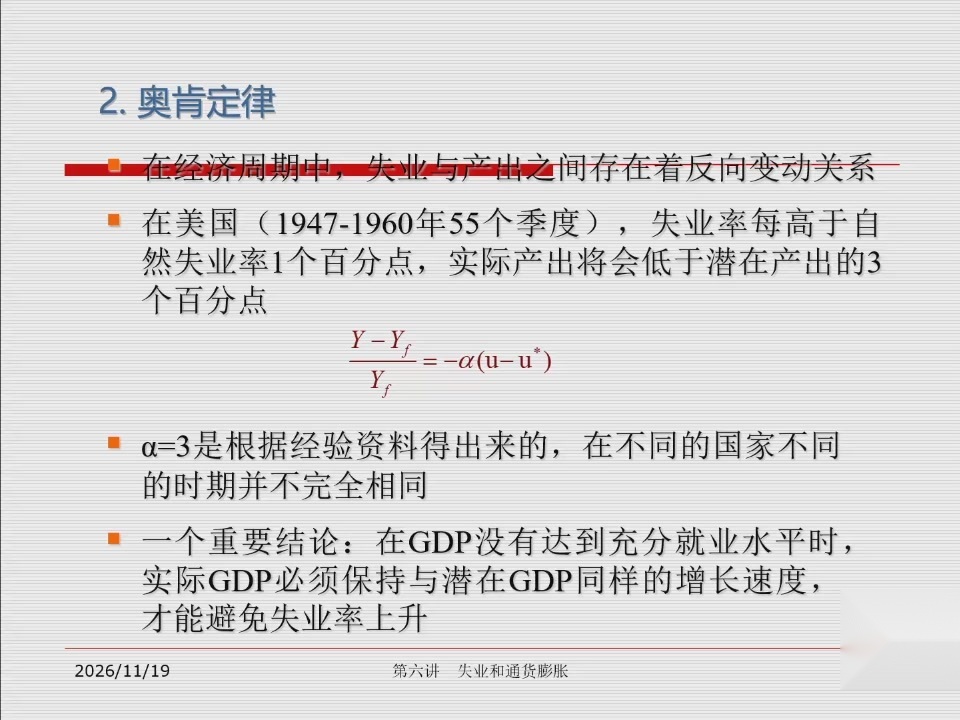 2. 奥肯定律
在经济周期中，失业与产出之间存在着反向变动关系
在美国（1947-1960年55个季度），失业率每高于自
然失业率1个百分点，实际产出将会低于潜在产出的3
个百分点
Y − Y_f / Y_f = −α(u− u*)
α=3是根据经验资料得出来的，在不同的国家不同
的时期并不完全相同
一个重要结论：在GDP没有达到充分就业水平时，
实际GDP必须保持与潜在GDP同样的增长速度，
才能避免失业率上升
2026/11/19
第六讲　失业和通货膨胀